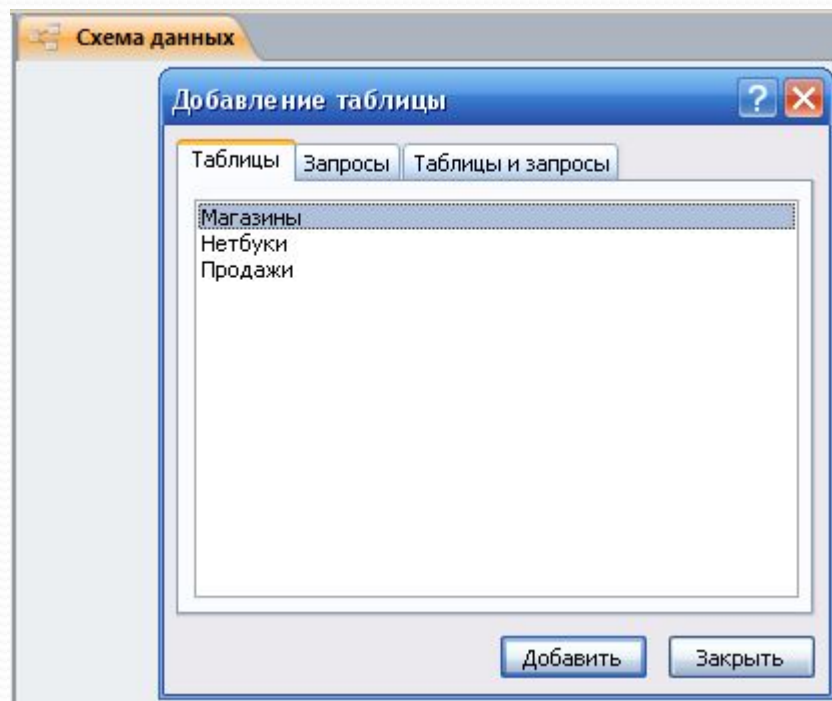 Схема данных
Добавление таблицы
Таблицы Запросы Таблицы и запросы
Магазины
Нетбуки
Продажи
Добавить Закрыть